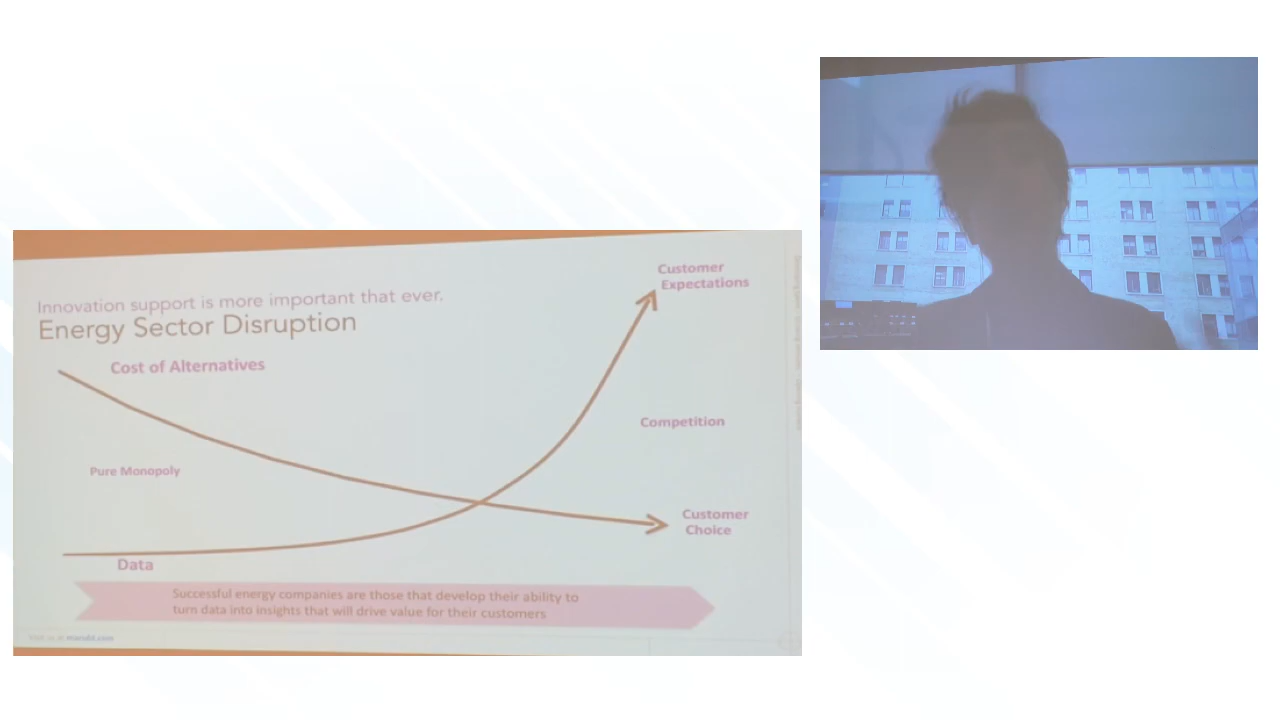 Innovation support is more important that ever.
Energy Sector Disruption
Customer
Expectations
Cost of Alternatives
Competition
Pure Monopoly
Customer
Choice
Data
Successful energy companies are those that develop their ability to
turn data into insights that will drive value for their customers